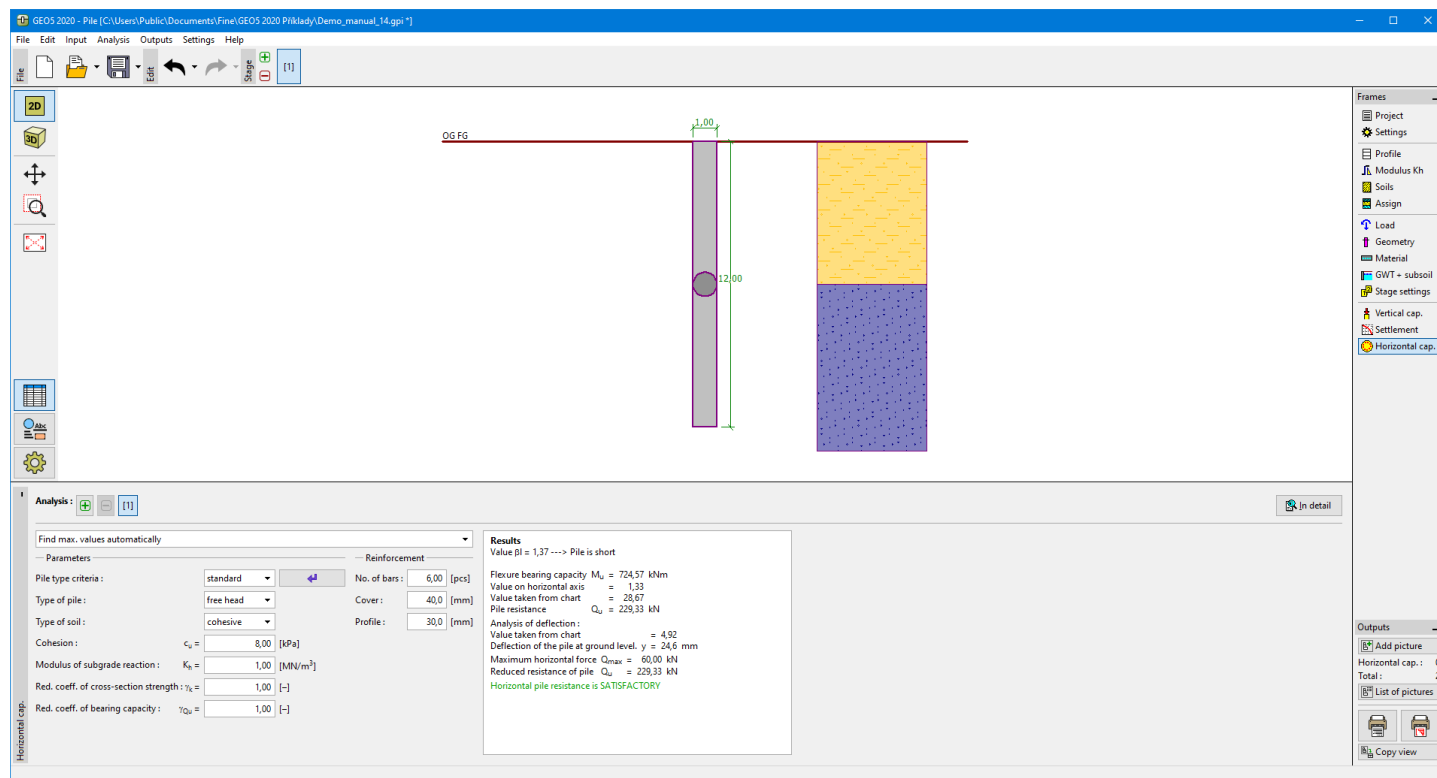 GEO5 2020 - Pile [C:\Users\Public\Documents\Fine\GEO5 2020 Příklady\Demo_manual_14.gpi *]
File Edit Input Analysis Outputs Settings Help
File
Edit
Stage
[1]
2D
3D
Abc
OG FG
1,00
12,00
Frames
Project
Settings
Profile
Modulus Kh
Soils
Assign
Load
Geometry
Material
GWT + subsoil
Stage settings
Vertical cap.
Settlement
Horizontal cap.
Outputs
Add picture
Horizontal cap. :
Total :
List of pictures
Copy view
Horizontal cap.
Analysis : [1]
In detail
Find max. values automatically
Parameters
Pile type criteria : standard
Type of pile : free head
Type of soil : cohesive
Cohesion : cu = 8,00 [kPa]
Modulus of subgrade reaction : Kh = 1,00 [MN/m³]
Red. coeff. of cross-section strength : γk = 1,00 [–]
Red. coeff. of bearing capacity : γQu = 1,00 [–]
Reinforcement
No. of bars : 6,00 [pcs]
Cover : 40,0 [mm]
Profile : 30,0 [mm]
Results
Value βl = 1,37 ---> Pile is short
Flexure bearing capacity Mu = 724,57 kNm
Value on horizontal axis = 1,33
Value taken from chart = 28,67
Pile resistance Qu = 229,33 kN
Analysis of deflection :
Value taken from chart = 4,92
Deflection of the pile at ground level. y = 24,6 mm
Maximum horizontal force Qmax = 60,00 kN
Reduced resistance of pile Qu = 229,33 kN
Horizontal pile resistance is SATISFACTORY